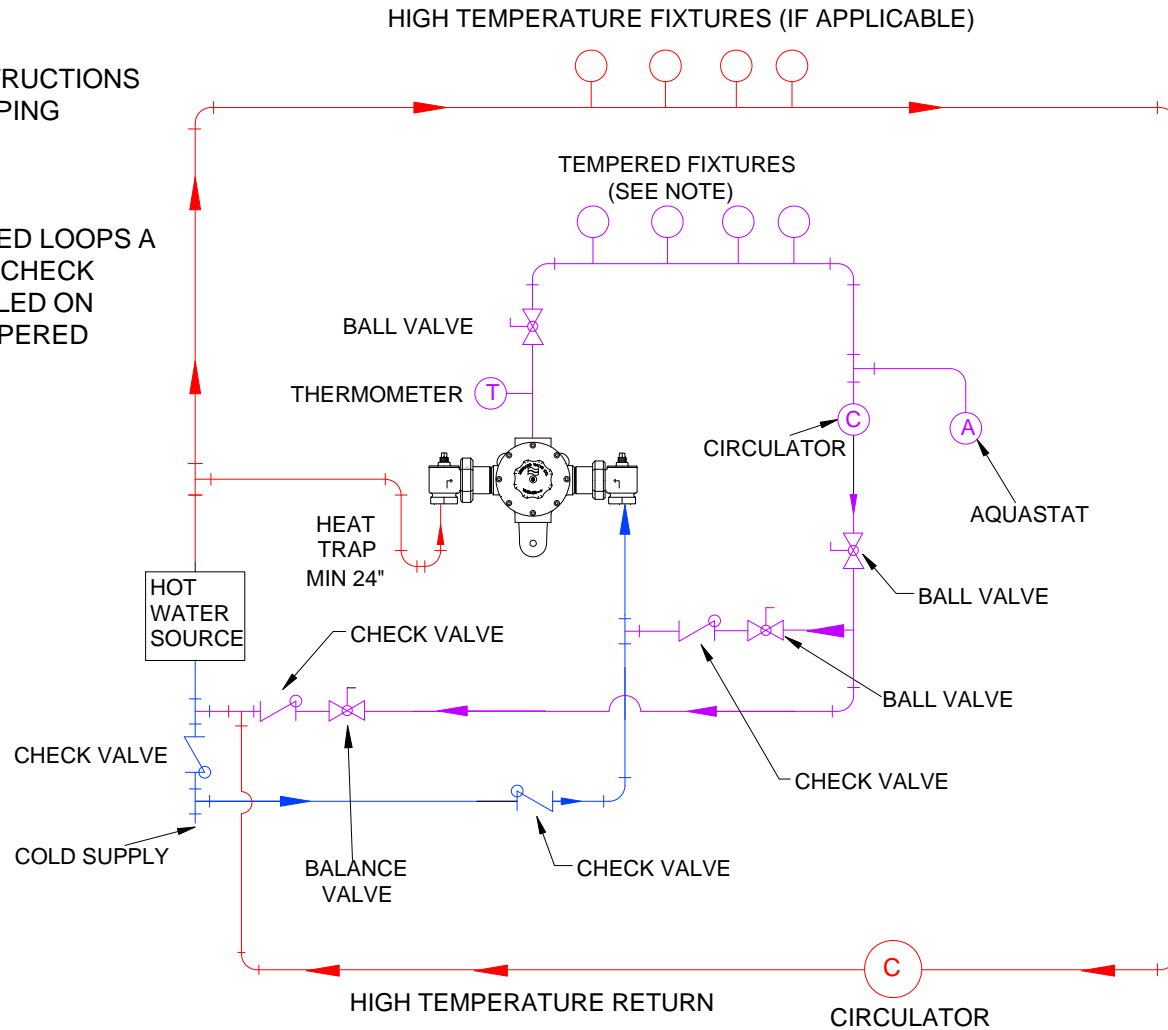 HIGH TEMPERATURE FIXTURES (IF APPLICABLE)
TRUCTIONS
PING
TEMPERED FIXTURES
(SEE NOTE)
ED LOOPS A
CHECK
LED ON
PERED
BALL VALVE
THERMOMETER
T
C
CIRCULATOR
A
AQUASTAT
HEAT
TRAP
MIN 24"
HOT
WATER
SOURCE
BALL VALVE
CHECK VALVE
BALL VALVE
CHECK VALVE
CHECK VALVE
COLD SUPPLY
BALANCE
VALVE
CHECK VALVE
C
HIGH TEMPERATURE RETURN
CIRCULATOR